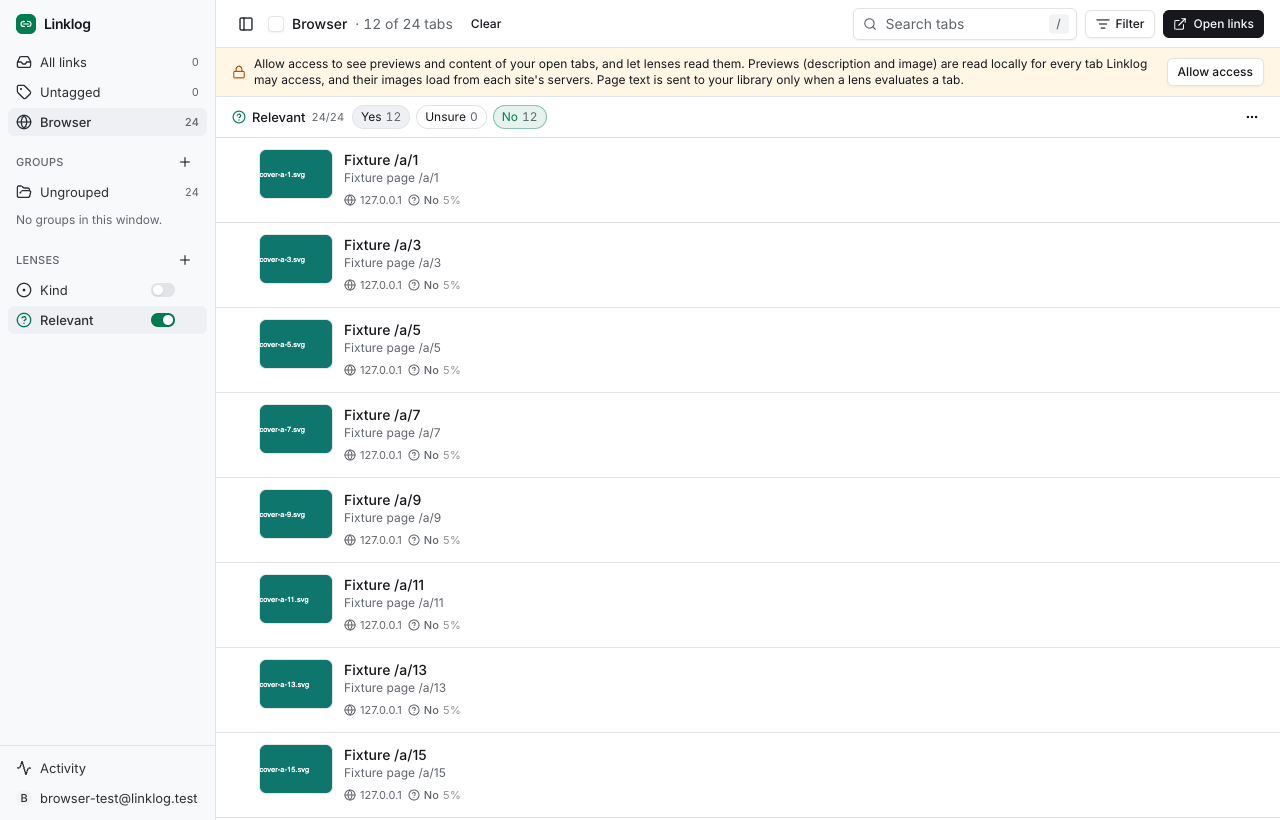 Linklog
All links 0
Untagged 0
Browser 24
GROUPS
Ungrouped 24
No groups in this window.
LENSES
Kind
Relevant
Activity
B browser-test@linklog.test
Browser · 12 of 24 tabs Clear
Search tabs /
Filter
Open links
Allow access to see previews and content of your open tabs, and let lenses read them. Previews (description and image) are read locally for every tab Linklog
may access, and their images load from each site's servers. Page text is sent to your library only when a lens evaluates a tab.
Allow access
Relevant 24/24 Yes 12 Unsure 0 No 12
cover-a-1.svg
Fixture /a/1
Fixture page /a/1
127.0.0.1 No 5%
cover-a-3.svg
Fixture /a/3
Fixture page /a/3
127.0.0.1 No 5%
cover-a-5.svg
Fixture /a/5
Fixture page /a/5
127.0.0.1 No 5%
cover-a-7.svg
Fixture /a/7
Fixture page /a/7
127.0.0.1 No 5%
cover-a-9.svg
Fixture /a/9
Fixture page /a/9
127.0.0.1 No 5%
cover-a-11.svg
Fixture /a/11
Fixture page /a/11
127.0.0.1 No 5%
cover-a-13.svg
Fixture /a/13
Fixture page /a/13
127.0.0.1 No 5%
cover-a-15.svg
Fixture /a/15
Fixture page /a/15
127.0.0.1 No 5%